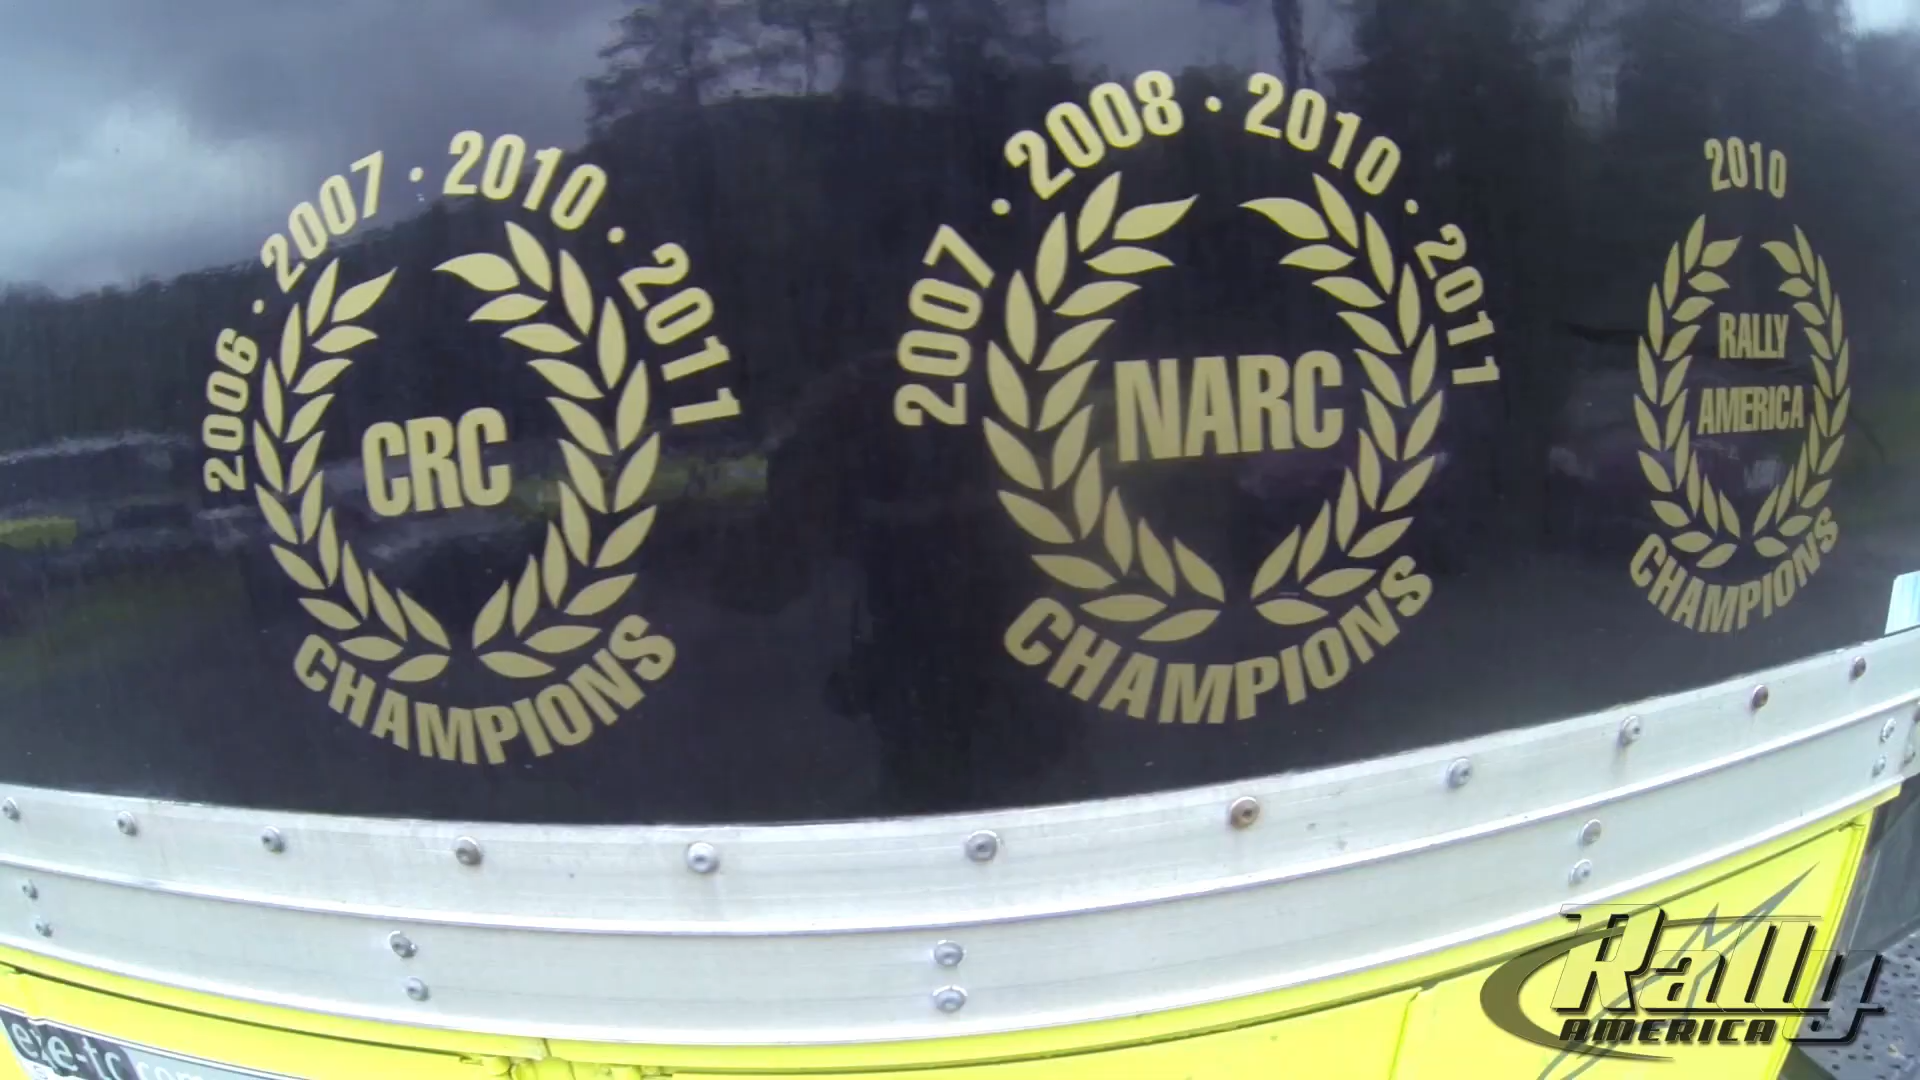 2006 · 2007 · 2010 · 2011
CRC
CHAMPIONS
2007 · 2008 · 2010 · 2011
NARC
CHAMPIONS
2010
RALLY
AMERICA
CHAMPIONS
Rally
AMERICA